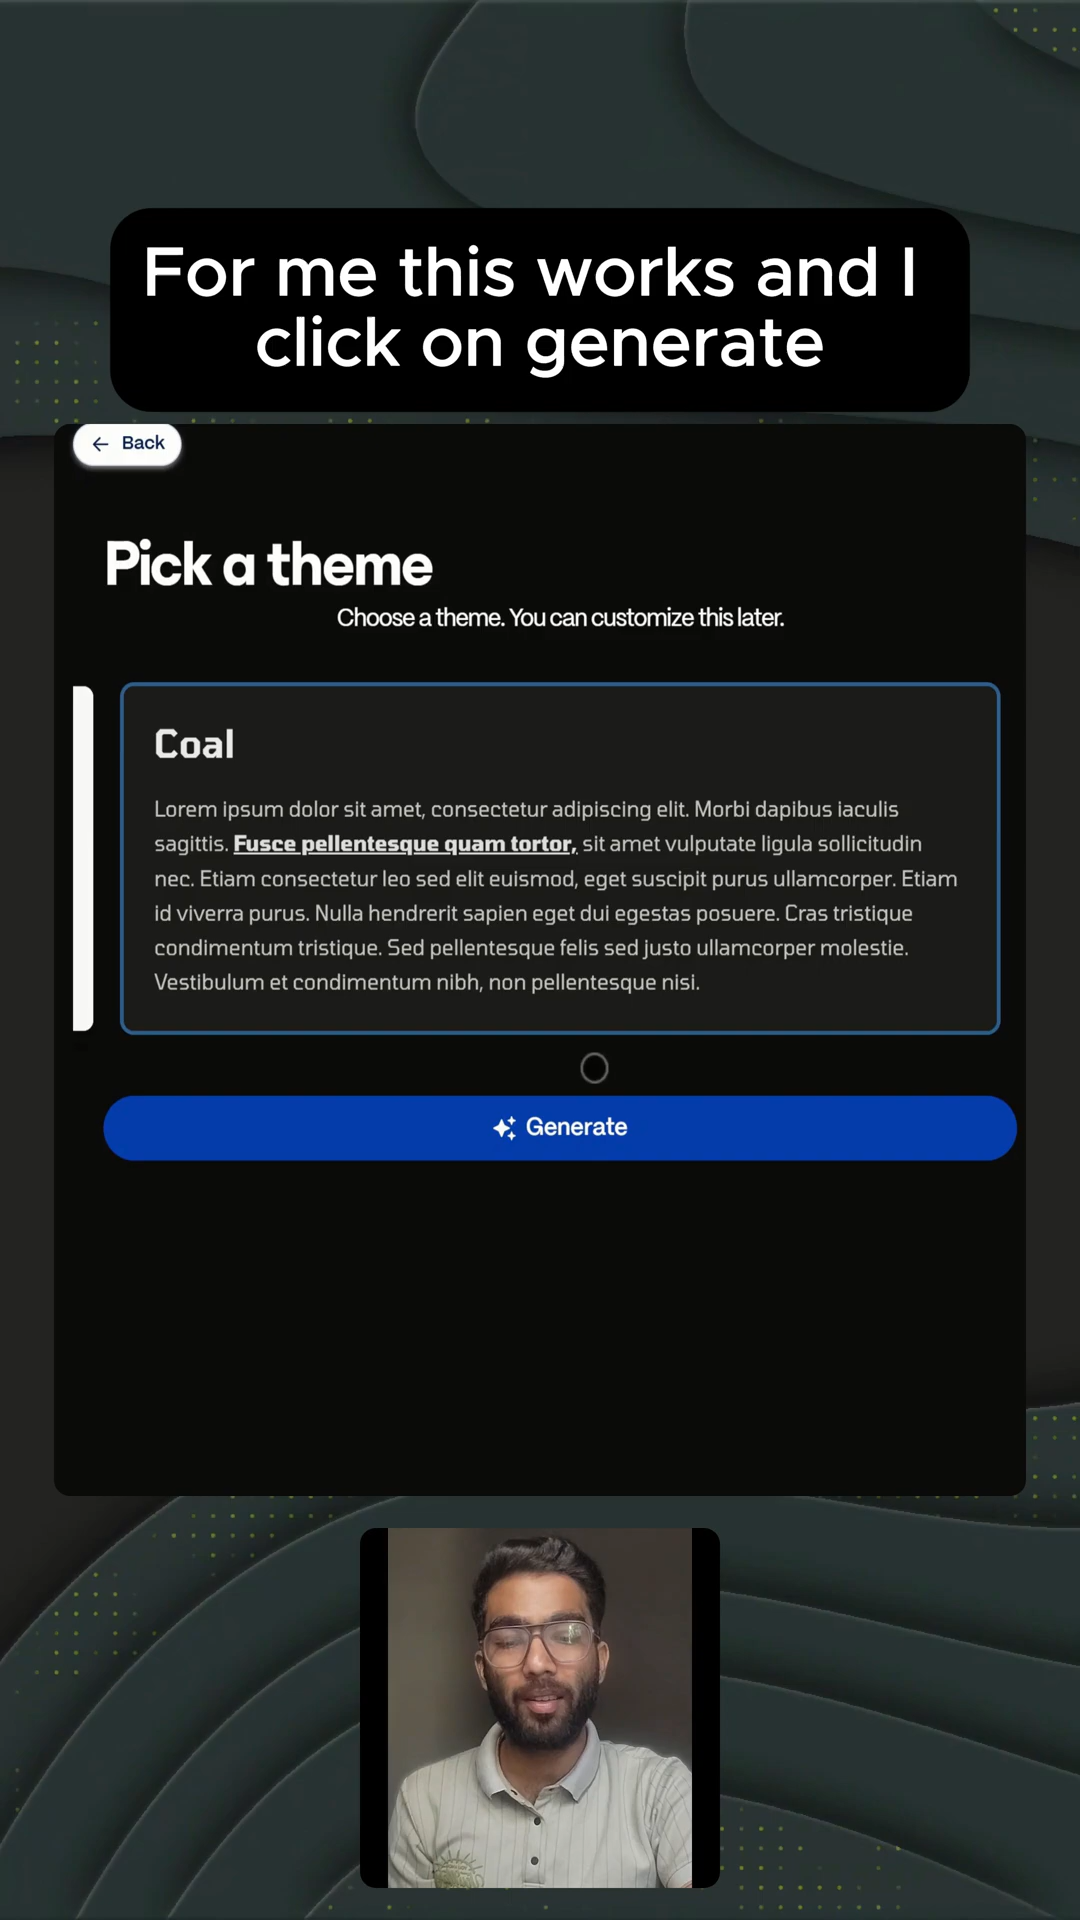 For me this works and I
click on generate
Back
Pick a theme
Choose a theme. You can customize this later.
Coal
Lorem ipsum dolor sit amet, consectetur adipiscing elit. Morbi dapibus iaculis
sagittis. Fusce pellentesque quam tortor, sit amet vulputate ligula sollicitudin
nec. Etiam consectetur leo sed elit euismod, eget suscipit purus ullamcorper. Etiam
id viverra purus. Nulla hendrerit sapien eget dui egestas posuere. Cras tristique
condimentum tristique. Sed pellentesque felis sed justo ullamcorper molestie.
Vestibulum et condimentum nibh, non pellentesque nisi.
Generate